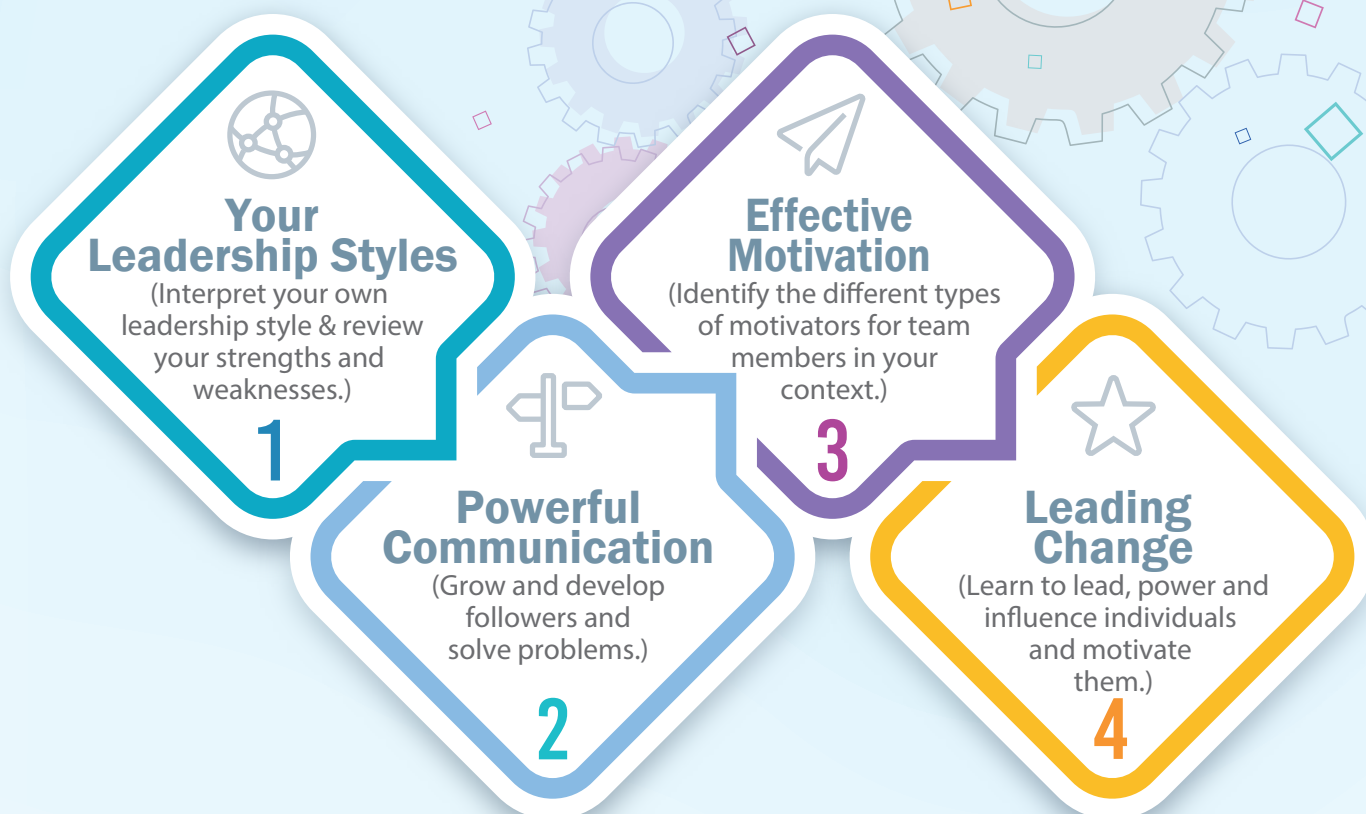 Your
Leadership Styles
(Interpret your own
leadership style & review
your strengths and
weaknesses.)
1
Powerful
Communication
(Grow and develop
followers and
solve problems.)
2
Effective
Motivation
(Identify the different types
of motivators for team
members in your
context.)
3
Leading
Change
(Learn to lead, power and
influence individuals
and motivate
them.)
4